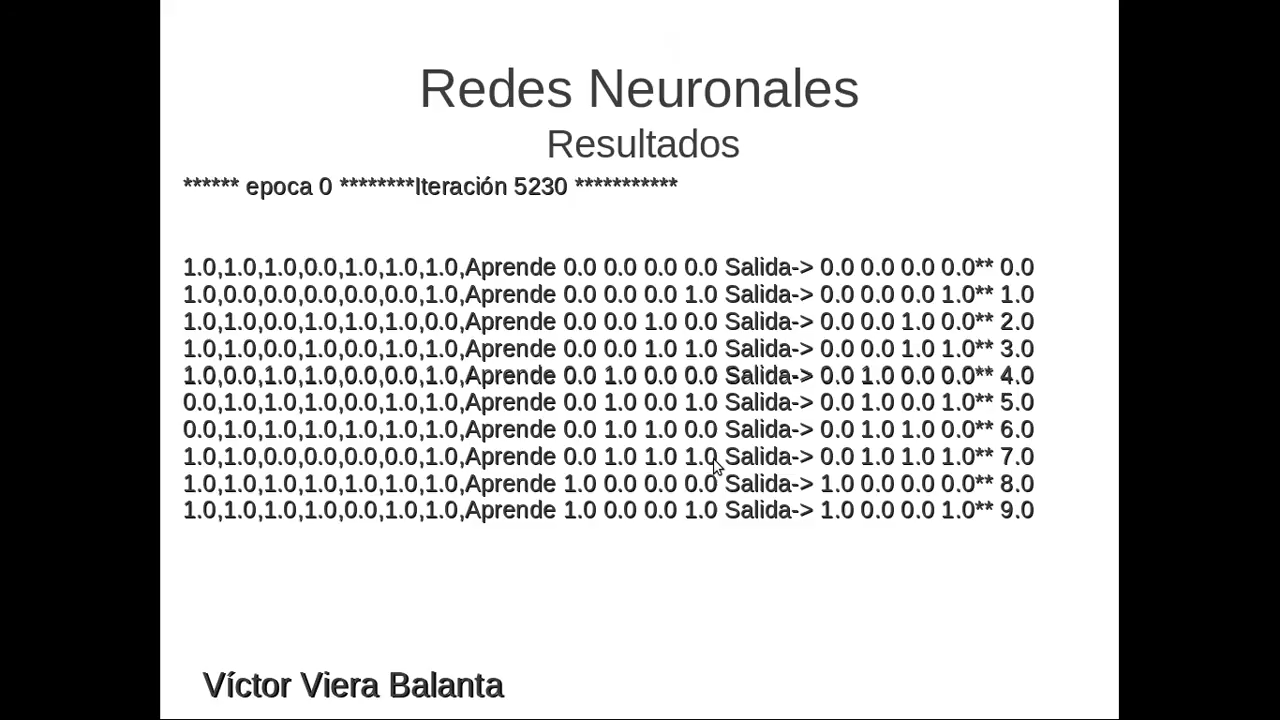 Redes Neuronales
Resultados
****** epoca 0 ********Iteración 5230 ***********
1.0,1.0,1.0,0.0,1.0,1.0,1.0,Aprende 0.0 0.0 0.0 0.0 Salida-> 0.0 0.0 0.0 0.0** 0.0
1.0,0.0,0.0,0.0,0.0,0.0,1.0,Aprende 0.0 0.0 0.0 1.0 Salida-> 0.0 0.0 0.0 1.0** 1.0
1.0,1.0,0.0,1.0,1.0,1.0,0.0,Aprende 0.0 0.0 1.0 0.0 Salida-> 0.0 0.0 1.0 0.0** 2.0
1.0,1.0,0.0,1.0,0.0,1.0,1.0,Aprende 0.0 0.0 1.0 1.0 Salida-> 0.0 0.0 1.0 1.0** 3.0
1.0,0.0,1.0,1.0,0.0,0.0,1.0,Aprende 0.0 1.0 0.0 0.0 Salida-> 0.0 1.0 0.0 0.0** 4.0
0.0,1.0,1.0,1.0,0.0,1.0,1.0,Aprende 0.0 1.0 0.0 1.0 Salida-> 0.0 1.0 0.0 1.0** 5.0
0.0,1.0,1.0,1.0,1.0,1.0,1.0,Aprende 0.0 1.0 1.0 0.0 Salida-> 0.0 1.0 1.0 0.0** 6.0
1.0,1.0,0.0,0.0,0.0,0.0,1.0,Aprende 0.0 1.0 1.0 1.0 Salida-> 0.0 1.0 1.0 1.0** 7.0
1.0,1.0,1.0,1.0,1.0,1.0,1.0,Aprende 1.0 0.0 0.0 0.0 Salida-> 1.0 0.0 0.0 0.0** 8.0
1.0,1.0,1.0,1.0,0.0,1.0,1.0,Aprende 1.0 0.0 0.0 1.0 Salida-> 1.0 0.0 0.0 1.0** 9.0
Víctor Viera Balanta